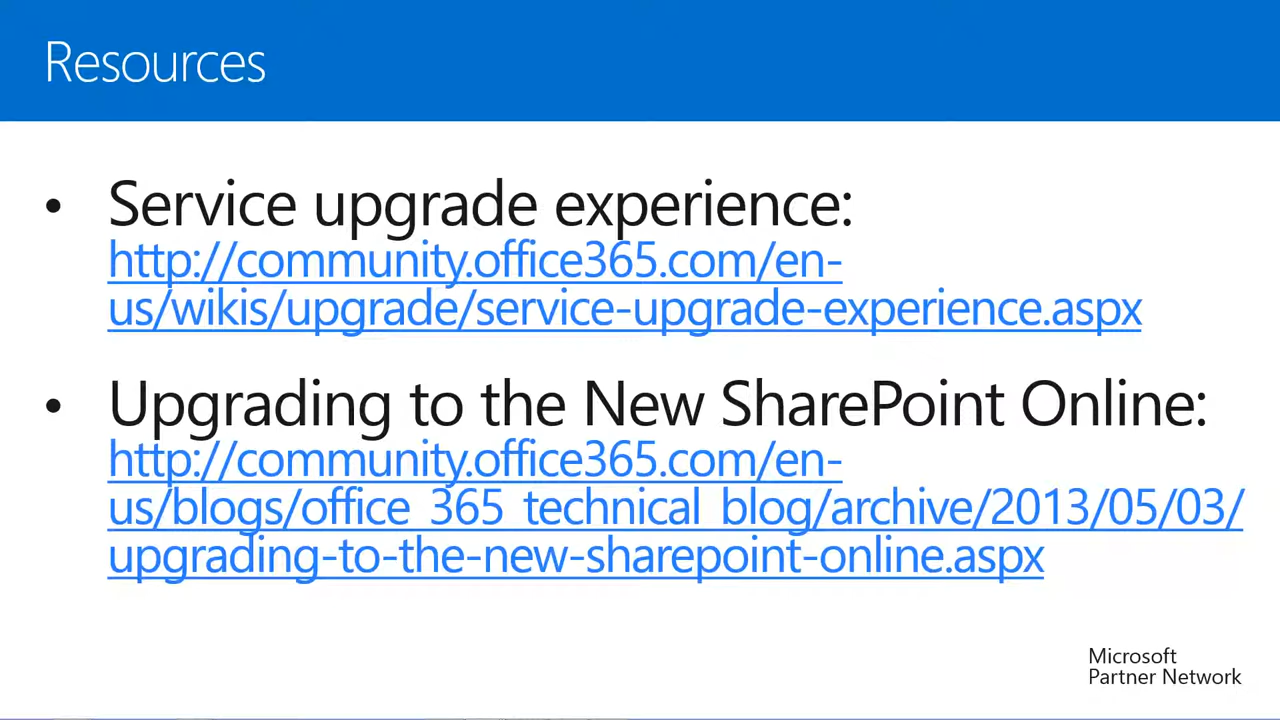 Resources
• Service upgrade experience:
http://community.office365.com/en-
us/wikis/upgrade/service-upgrade-experience.aspx
• Upgrading to the New SharePoint Online:
http://community.office365.com/en-
us/blogs/office_365_technical_blog/archive/2013/05/03/
upgrading-to-the-new-sharepoint-online.aspx
Microsoft
Partner Network